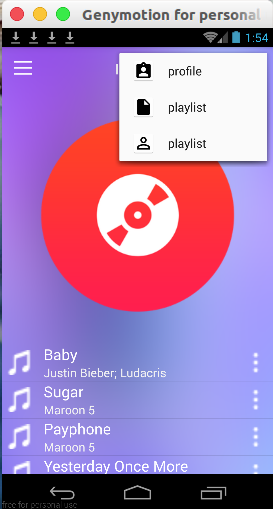 Genymotion for personal
1:54
profile
playlist
playlist
Baby
Justin Bieber; Ludacris
Sugar
Maroon 5
Payphone
Maroon 5
Yesterday Once More
free for personal use